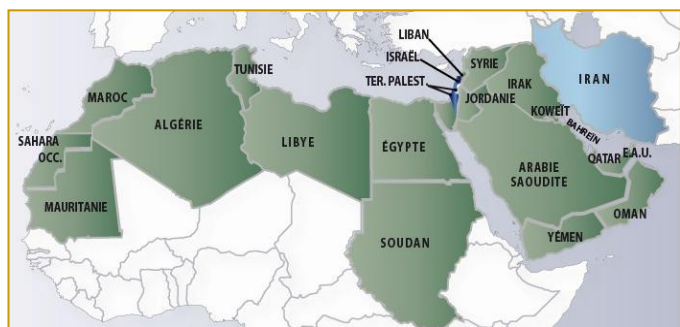 LIBAN
ISRAËL
TER. PALEST
SYRIE
TUNISIE
MAROC
IRAK
IRAN
JORDANIE
KOWEÏT
BAHREÏN
ALGÉRIE
SAHARA
OCC.
LIBYE
ÉGYPTE
QATAR
E.A.U.
ARABIE
SAOUDITE
MAURITANIE
OMAN
YÉMEN
SOUDAN